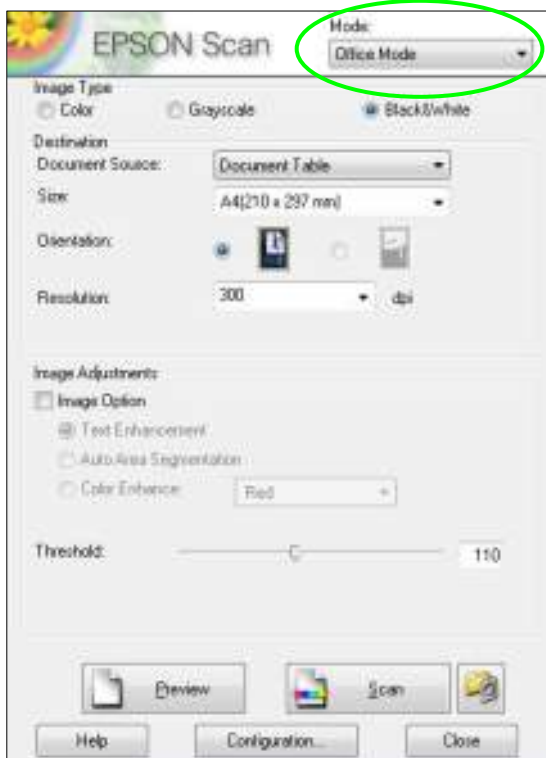 Mode:
EPSON Scan
Office Mode
Image Type
Color Grayscale Black&White
Destination
Document Source: Document Table
Size: A4(210 x 297 mm)
Orientation:
Resolution: 300 dpi
Image Adjustments
Image Option
Text Enhancement
Auto Area Segmentation
Color Enhance: Red
Threshold: 110
Preview Scan
Help Configuration... Close